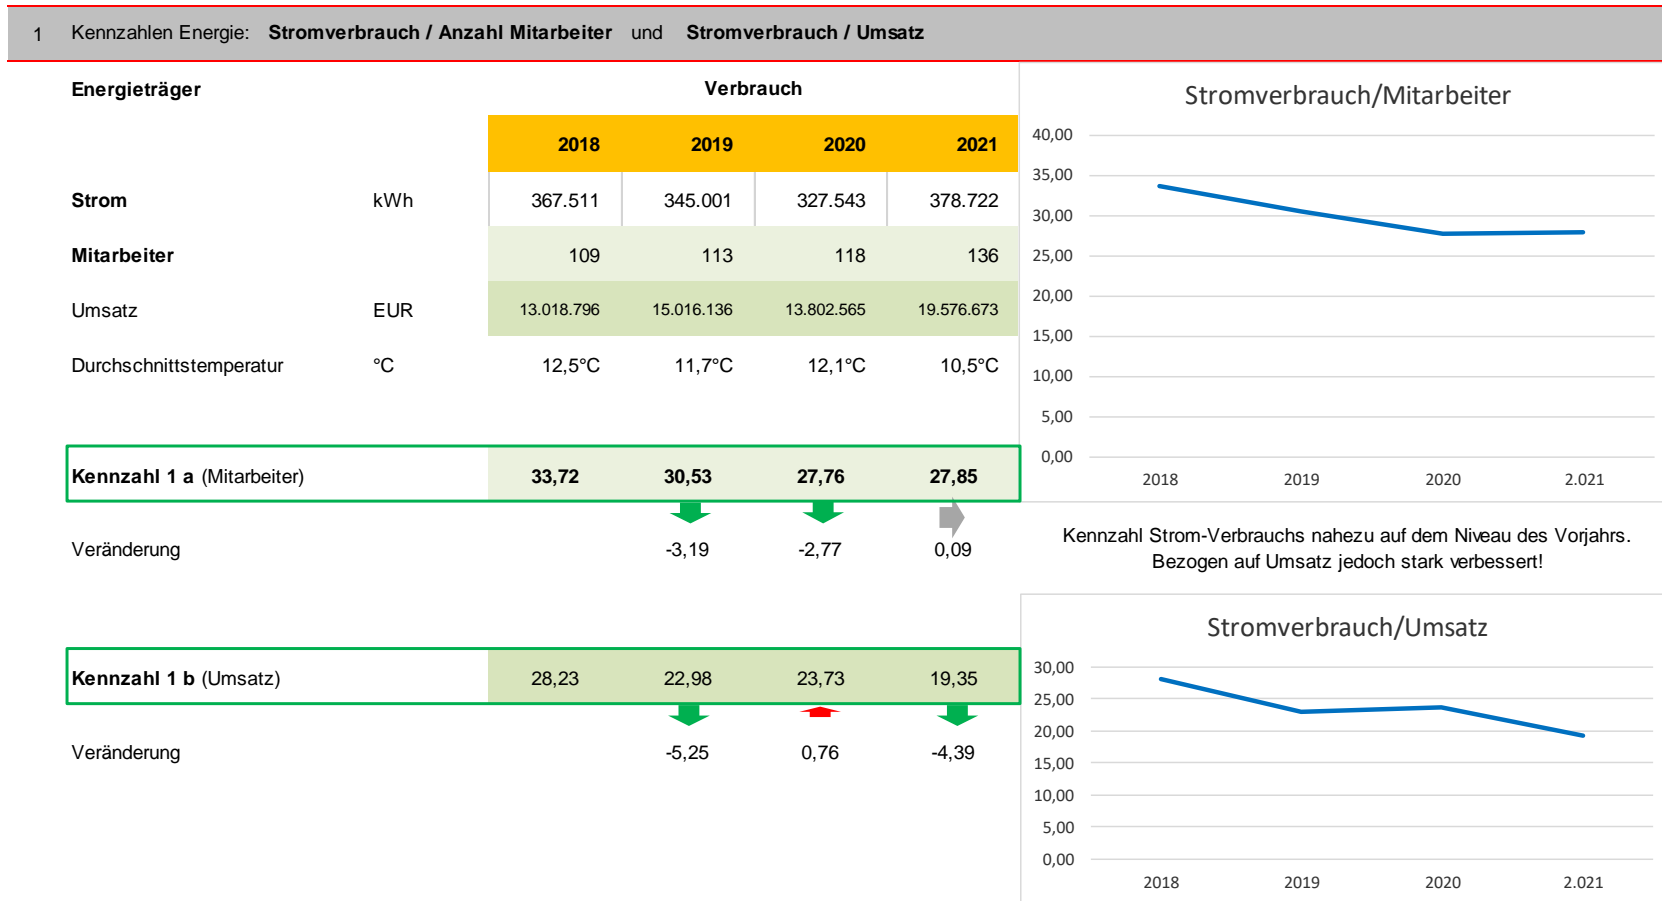 1 Kennzahlen Energie: Stromverbrauch / Anzahl Mitarbeiter und Stromverbrauch / Umsatz
Energieträger Verbrauch
2018 2019 2020 2021
Strom kWh 367.511 345.001 327.543 378.722
Mitarbeiter 109 113 118 136
Umsatz EUR 13.018.796 15.016.136 13.802.565 19.576.673
Durchschnittstemperatur °C 12,5°C 11,7°C 12,1°C 10,5°C
Kennzahl 1 a (Mitarbeiter) 33,72 30,53 27,76 27,85
Veränderung -3,19 -2,77 0,09
Kennzahl 1 b (Umsatz) 28,23 22,98 23,73 19,35
Veränderung -5,25 0,76 -4,39
Stromverbrauch/Mitarbeiter
40,00
35,00
30,00
25,00
20,00
15,00
10,00
5,00
0,00
2018 2019 2020 2.021
Kennzahl Strom-Verbrauchs nahezu auf dem Niveau des Vorjahrs.
Bezogen auf Umsatz jedoch stark verbessert!
Stromverbrauch/Umsatz
30,00
25,00
20,00
15,00
10,00
5,00
0,00
2018 2019 2020 2.021